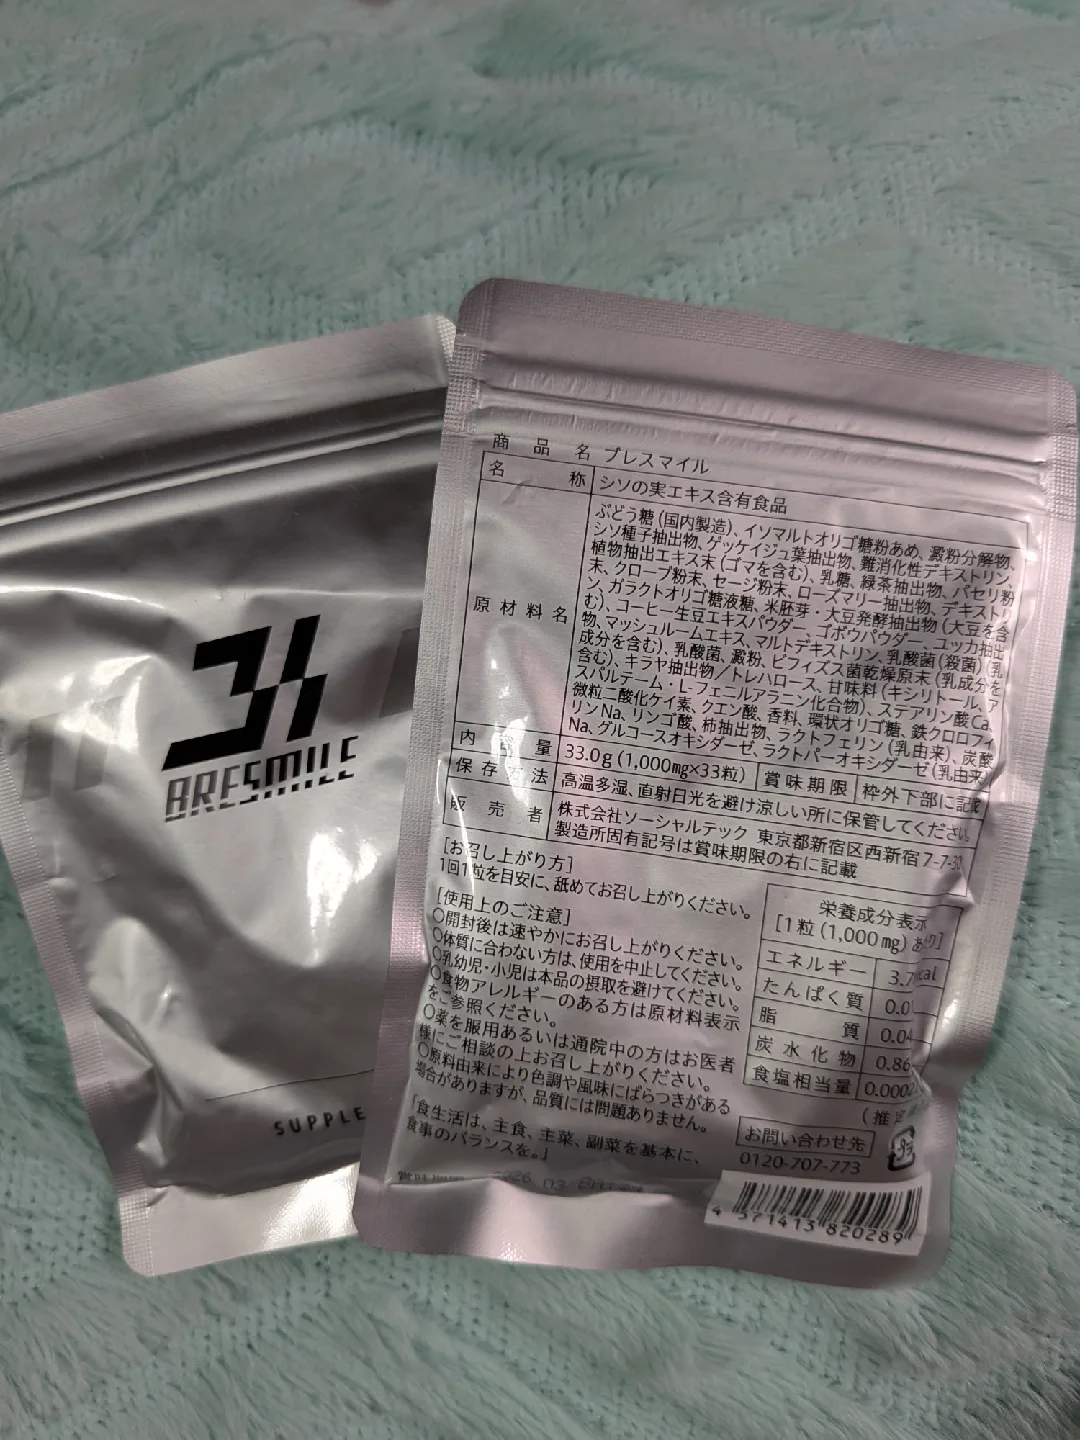 BRESMILE
SUPPLE
商品名 ブレスマイル
名称 シソの実エキス含有食品
原材料名
ぶどう糖(国内製造)、イソマルトオリゴ糖粉あめ、澱粉分解物、
シソ種子抽出物、ゲッケイジュ葉抽出物、難消化性デキストリン、
植物抽出エキス末(ゴマを含む)、乳糖、緑茶抽出物、パセリ粉
末、クローブ粉末、セージ粉末、ローズマリー抽出物、デキストリ
ン、ガラクトオリゴ糖液糖、米胚芽・大豆発酵抽出物(大豆を含
む)、コーヒー生豆エキスパウダー、ゴボウパウダー、ユッカ抽出
物、マッシュルームエキス、マルトデキストリン、乳酸菌(殺菌)(乳
成分を含む)、乳酸菌、澱粉、ビフィズス菌乾燥原末(乳成分を
含む)、キラヤ抽出物/トレハロース、甘味料(キシリトール、ア
スパルテーム・L-フェニルアラニン化合物)、ステアリン酸Ca、
微粒二酸化ケイ素、クエン酸、香料、環状オリゴ糖、鉄クロロフィ
リンNa、リンゴ酸、柿抽出物、ラクトフェリン(乳由来)、炭酸
Na、グルコースオキシダーゼ、ラクトパーオキシダーゼ(乳由来)
内容量 33.0g(1,000mg×33粒) 賞味期限 枠外下部に記載
保存方法 高温多湿、直射日光を避け涼しい所に保管してください。
販売者 株式会社ソーシャルテック 東京都新宿区西新宿7-7-30
製造所固有記号は賞味期限の右に記載
[お召し上がり方]
1回1粒を目安に、舐めてお召し上がりください。
[使用上のご注意]
○開封後は速やかにお召し上がりください。
○体質に合わない方は、使用を中止してください。
○乳幼児・小児は本品の摂取を避けてください。
○食物アレルギーのある方は原材料表示
をご参照ください。
○薬を服用あるいは通院中の方はお医者
様にご相談の上お召し上がりください。
○原料由来により色調や風味にばらつきがある
場合がありますが、品質には問題ありません。
「食生活は、主食、主菜、副菜を基本に、
食事のバランスを。」
栄養成分表示
[1粒(1,000mg)あたり]
エネルギー 3.7kcal
たんぱく質 0.0
脂質 0.04
炭水化物 0.86
食塩相当量 0.0002
お問い合わせ先
0120-707-773
賞味期限 2026.03
4 571413 820289